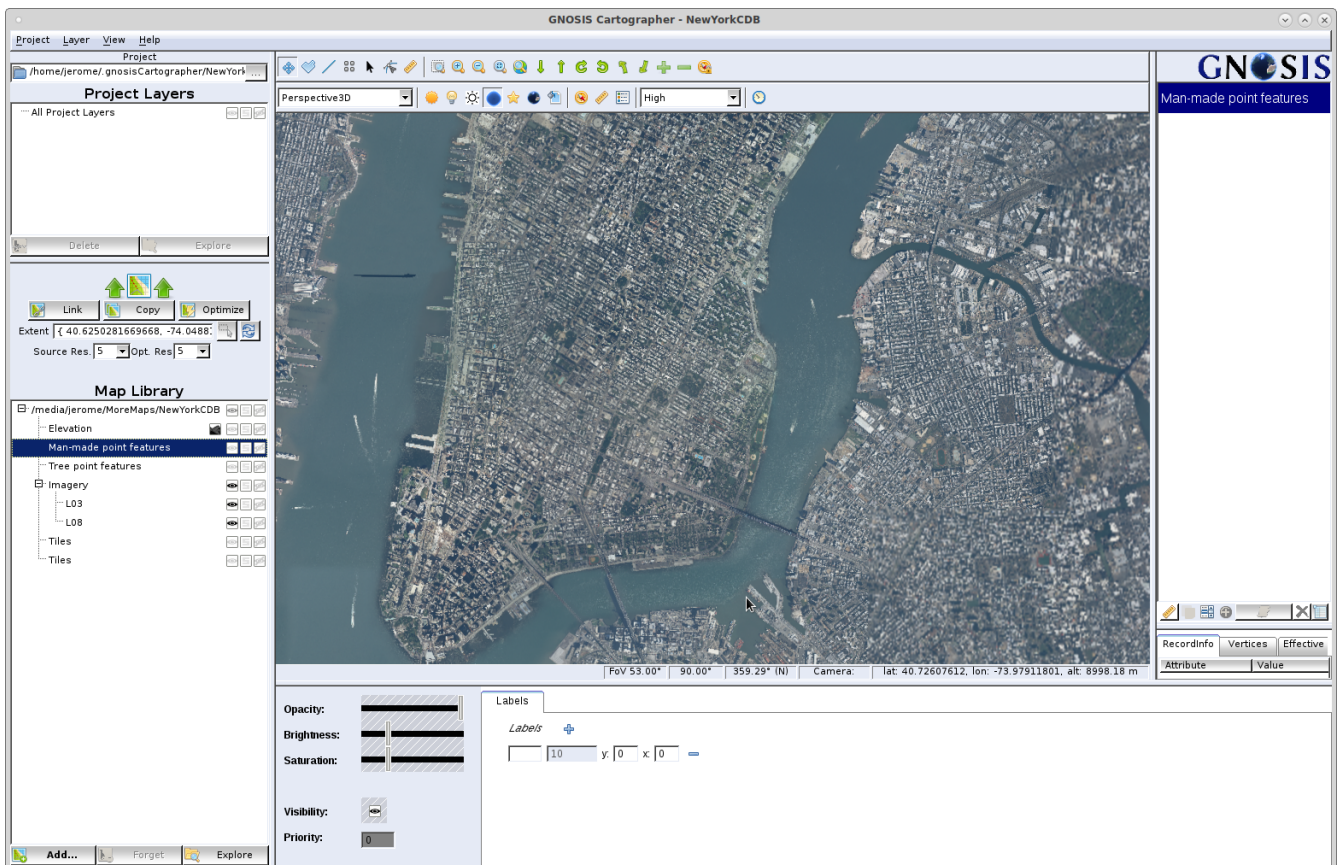 GNOSIS Cartographer - NewYorkCDB
Project Layer View Help
Project
/home/jerome/.gnosisCartographer/NewYork ...
Project Layers
All Project Layers
Delete Explore
Link Copy Optimize
Extent { 40.6250281669668, -74.0488
Source Res. 5 Opt. Res 5
Map Library
/media/jerome/MoreMaps/NewYorkCDB
Elevation
Man-made point features
Tree point features
Imagery
L03
L08
Tiles
Tiles
Add... Forget Explore
Perspective3D High
FoV 53.00° 90.00° 359.29° (N) Camera: lat: 40.72607612, lon: -73.97911801, alt: 8998.18 m
Opacity:
Brightness:
Saturation:
Visibility:
Priority: 0
Labels
Labels
10 y: 0 x: 0
GNOSIS
Man-made point features
RecordInfo Vertices Effective
Attribute Value